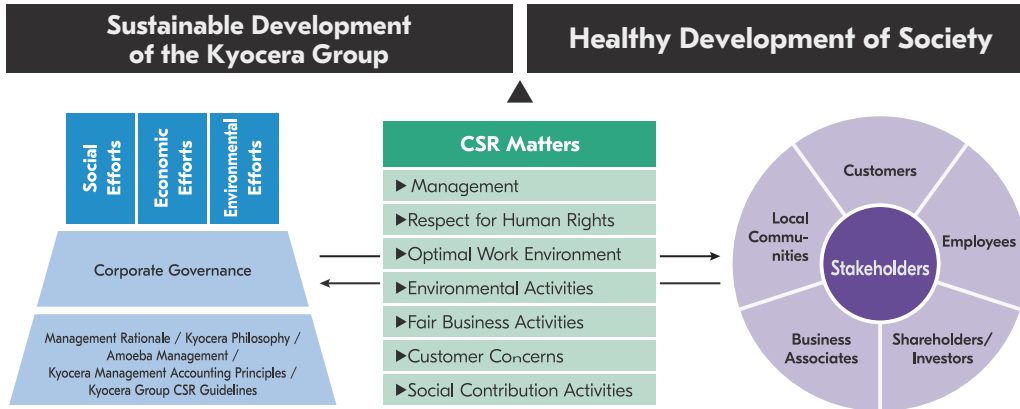 Sustainable Development
of the Kyocera Group
Healthy Development of Society
Social
Efforts
Economic
Efforts
Environmental
Efforts
Corporate Governance
Management Rationale / Kyocera Philosophy /
Amoeba Management /
Kyocera Management Accounting Principles /
Kyocera Group CSR Guidelines
CSR Matters
▶Management
▶Respect for Human Rights
▶Optimal Work Environment
▶Environmental Activities
▶Fair Business Activities
▶Customer Concerns
▶Social Contribution Activities
Customers
Local
Commu-
nities
Employees
Stakeholders
Business
Associates
Shareholders/
Investors